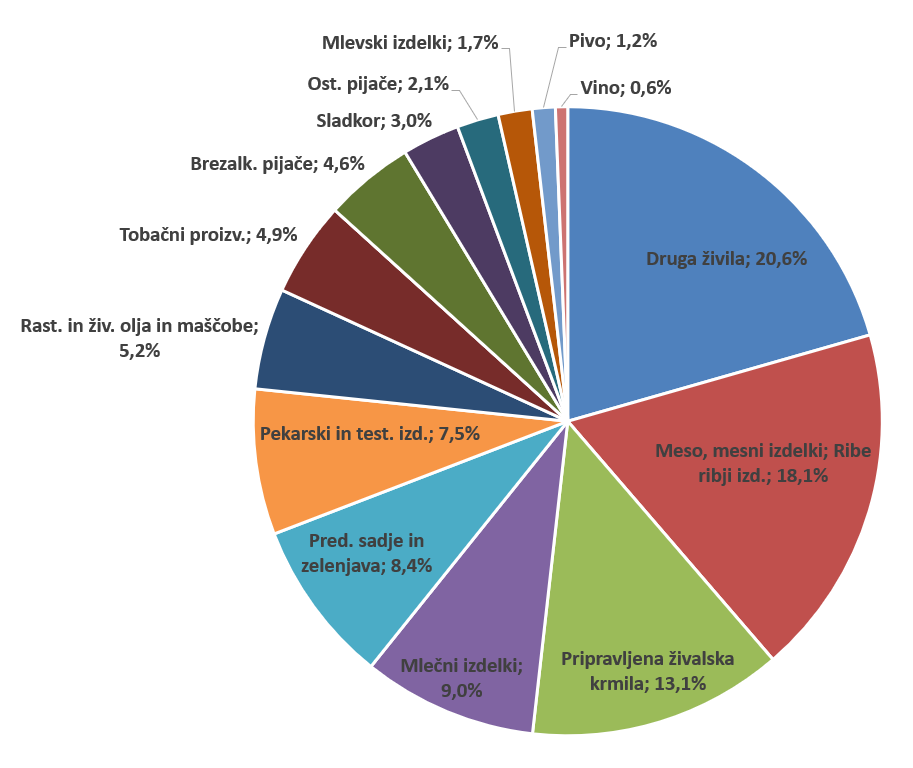 Mlevski izdelki; 1,7%
Pivo; 1,2%
Ost. pijače; 2,1%
Vino; 0,6%
Sladkor; 3,0%
Brezalk. pijače; 4,6%
Tobačni proizv.; 4,9%
Druga živila; 20,6%
Rast. in živ. olja in maščobe;
5,2%
Pekarski in test. izd.; 7,5%
Meso, mesni izdelki; Ribe
ribji izd.; 18,1%
Pred. sadje in
zelenjava; 8,4%
Mlečni izdelki;
9,0%
Pripravljena živalska
krmila; 13,1%